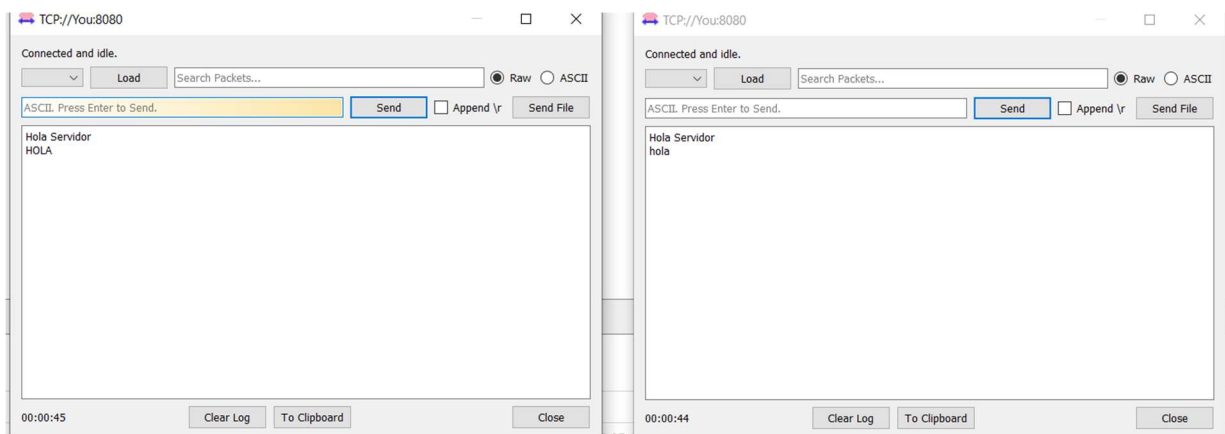 TCP://You:8080
Connected and idle.
Load Search Packets... Raw ASCII
ASCII. Press Enter to Send. Send Append \r Send File
Hola Servidor
HOLA
00:00:45 Clear Log To Clipboard Close
TCP://You:8080
Connected and idle.
Load Search Packets... Raw ASCII
ASCII. Press Enter to Send. Send Append \r Send File
Hola Servidor
hola
00:00:44 Clear Log To Clipboard Close